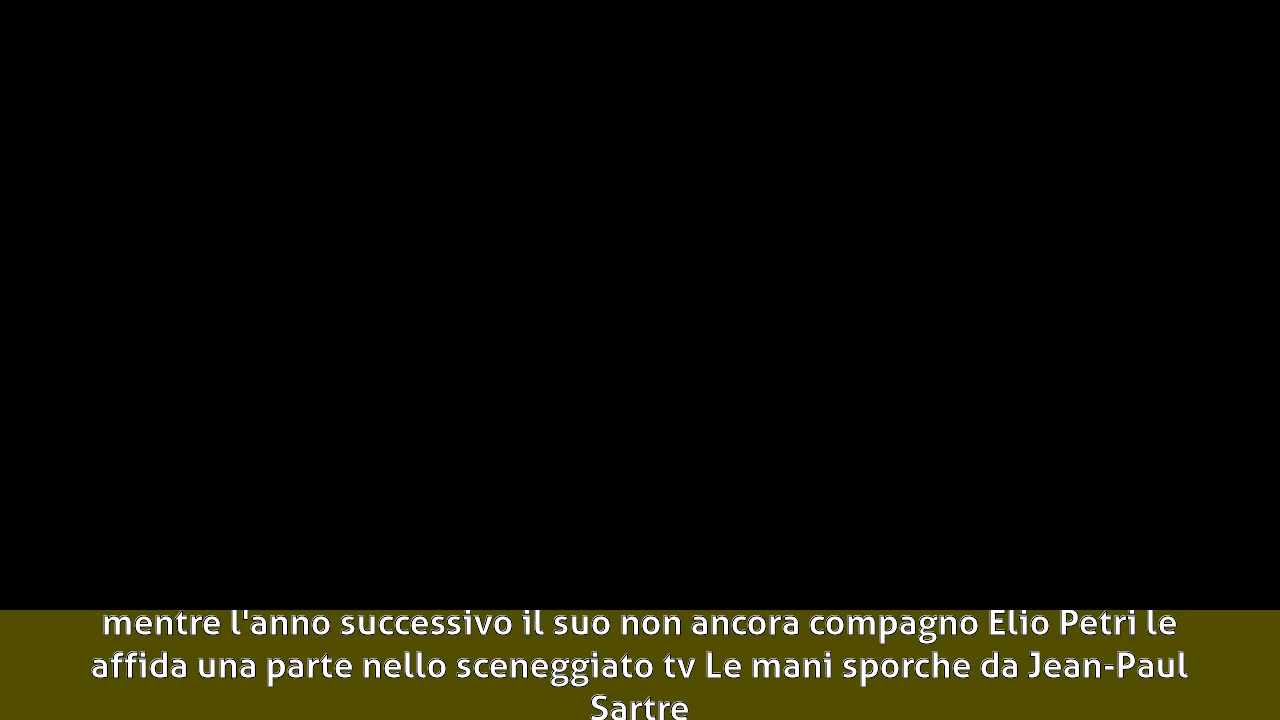 mentre l'anno successivo il suo non ancora compagno Elio Petri le
affida una parte nello sceneggiato tv Le mani sporche da Jean-Paul
Sartre